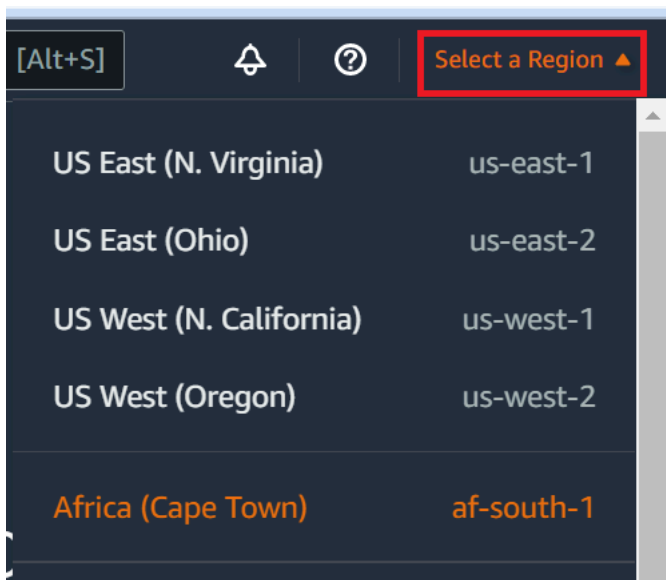 [Alt+S] Select a Region
US East (N. Virginia) us-east-1
US East (Ohio) us-east-2
US West (N. California) us-west-1
US West (Oregon) us-west-2
Africa (Cape Town) af-south-1